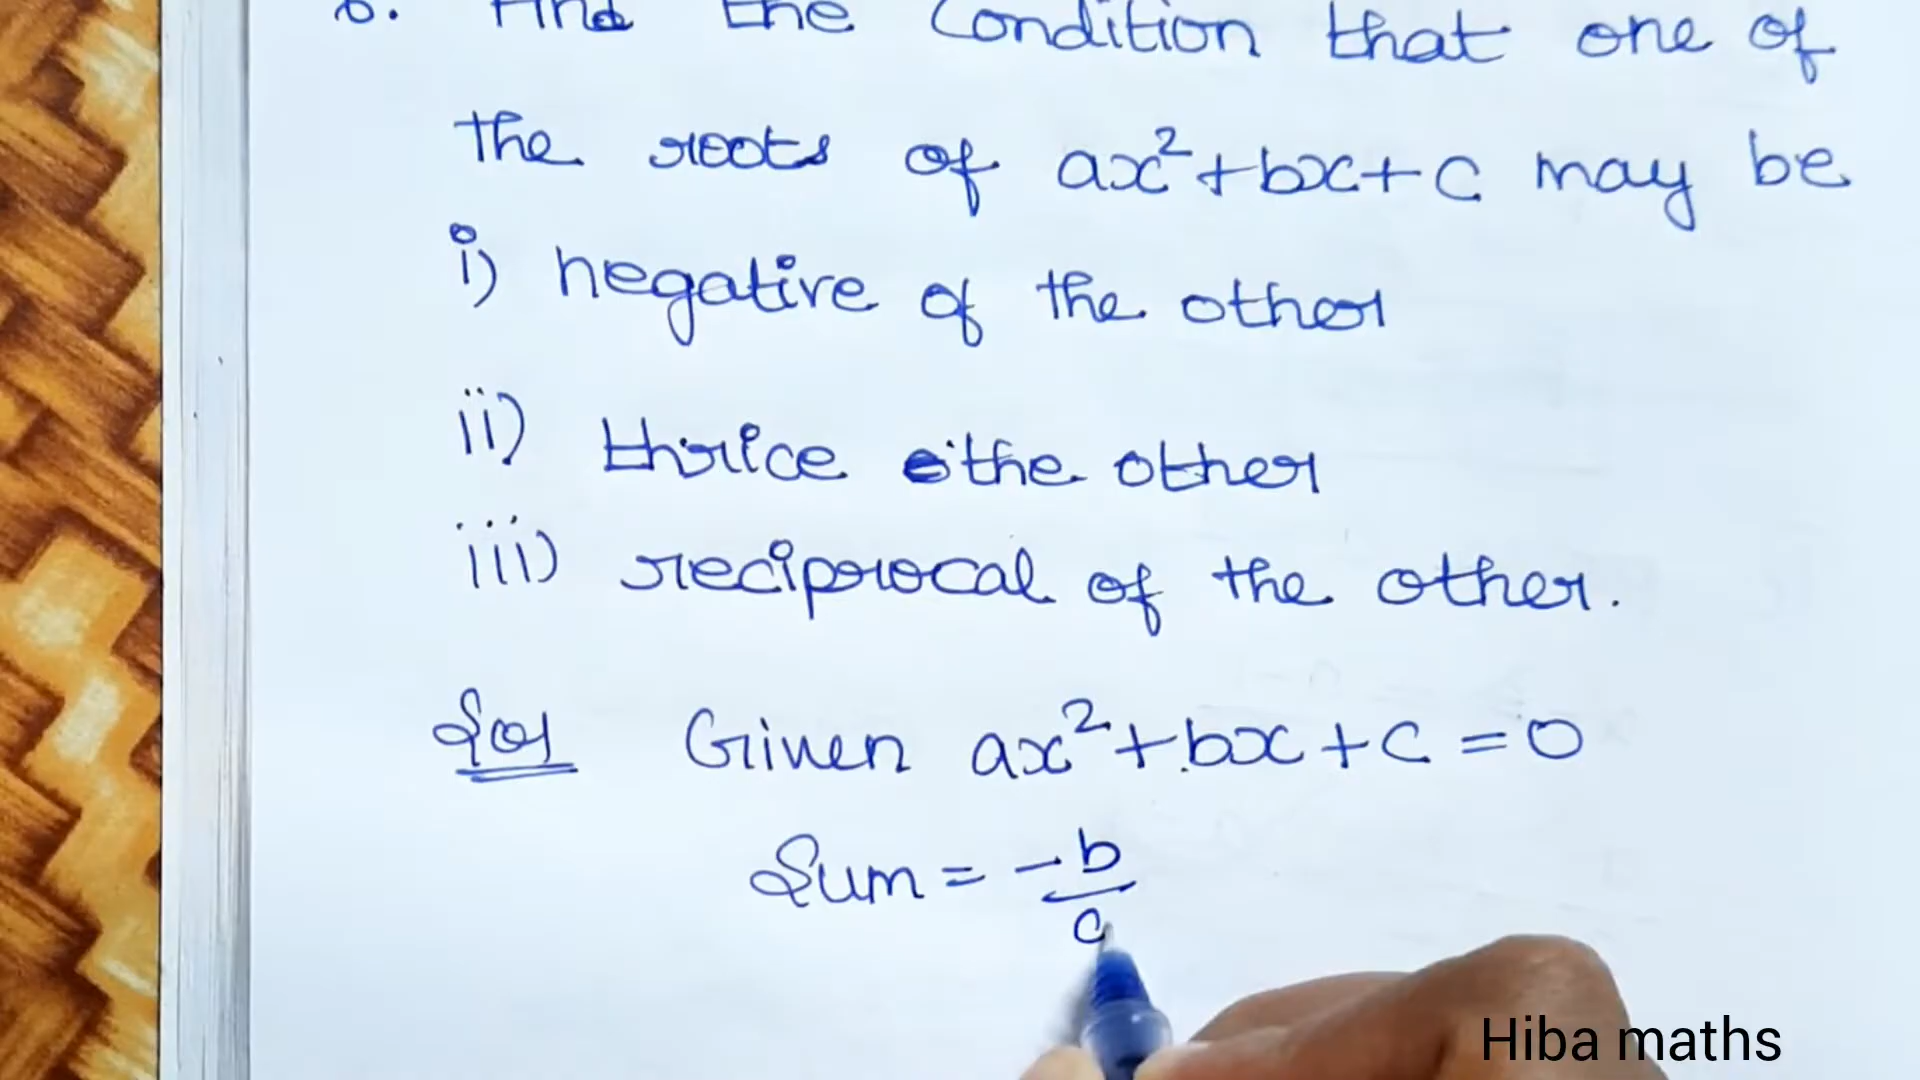 6. Find the Condition that one of
the roots of ax²+bx+c may be
i) negative of the other
ii) thrice the other
iii) reciprocal of the other.
Sol Given ax²+bx+c=0
Sum = -b/a
Hiba maths